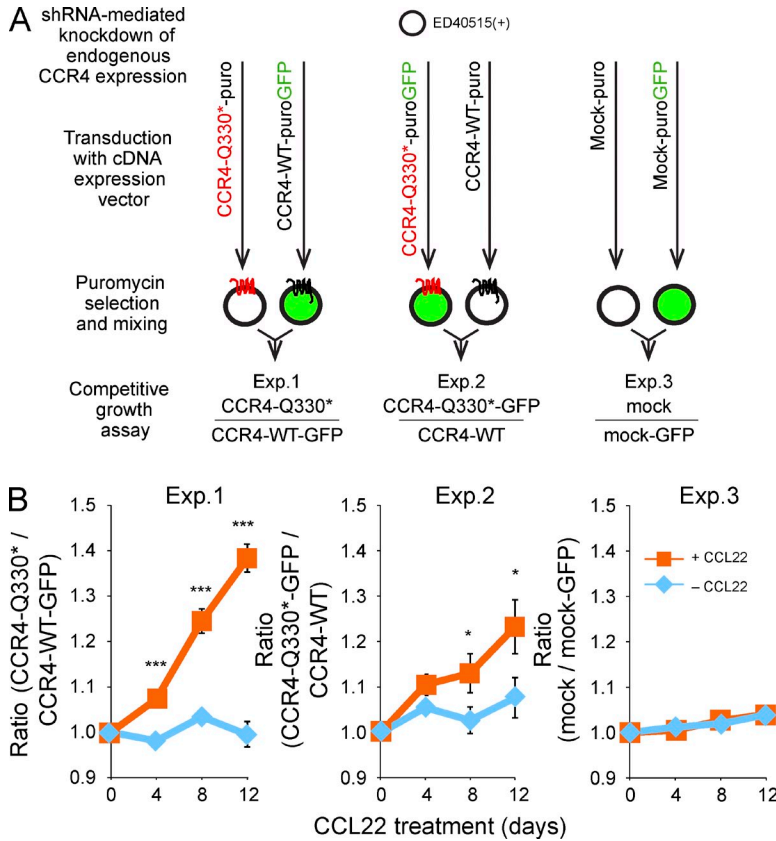 A
shRNA-mediated
knockdown of
endogenous
CCR4 expression
ED40515(+)
Transduction
with cDNA
expression
vector
CCR4-Q330*-puro
CCR4-WT-puroGFP
CCR4-Q330*-puroGFP
CCR4-WT-puro
Mock-puro
Mock-puroGFP
Puromycin
selection
and mixing
Competitive
growth
assay
Exp.1
CCR4-Q330*
CCR4-WT-GFP
Exp.2
CCR4-Q330*-GFP
CCR4-WT
Exp.3
mock
mock-GFP
B
Exp.1
Ratio (CCR4-Q330* /
CCR4-WT-GFP)
1.5
1.4
1.3
1.2
1.1
1.0
0.9
***
***
***
0 4 8 12
Exp.2
Ratio
(CCR4-Q330*-GFP /
CCR4-WT)
1.5
1.4
1.3
1.2
1.1
1.0
0.9
*
*
0 4 8 12
Exp.3
Ratio
(mock / mock-GFP)
1.5
1.4
1.3
1.2
1.1
1.0
0.9
+ CCL22
– CCL22
0 4 8 12
CCL22 treatment (days)